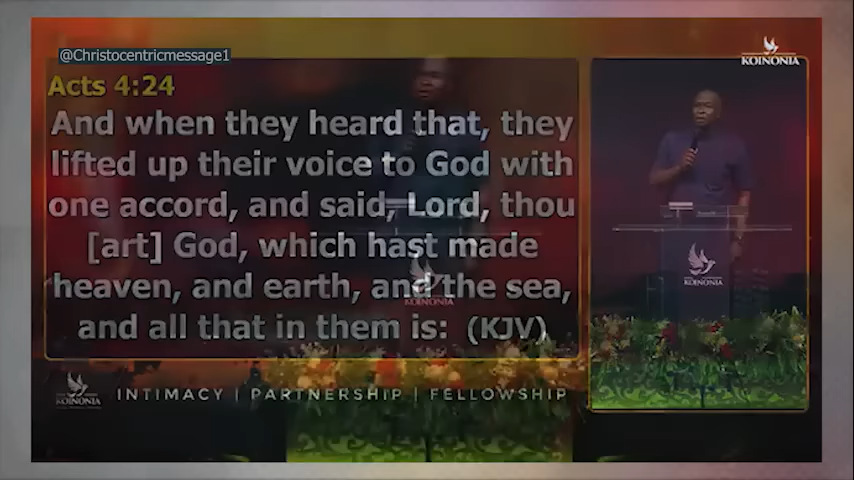 @Christocentricmessage1
KOINONIA
Acts 4:24
And when they heard that, they
lifted up their voice to God with
one accord, and said, Lord, thou
[art] God, which hast made
heaven, and earth, and the sea,
and all that in them is: (KJV)
KOINONIA
KOINONIA
KOINONIA
INTIMACY | PARTNERSHIP | FELLOWSHIP